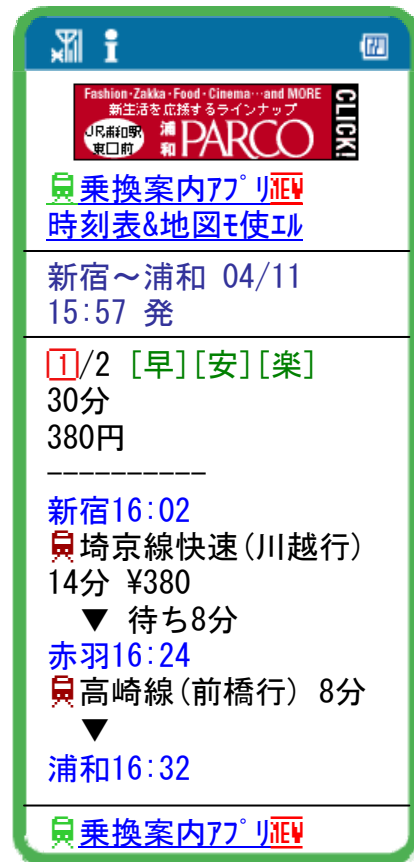 Fashion・Zakka・Food・Cinema…and MORE
新生活を応援するラインナップ
JR浦和駅
東口前
浦和
PARCO
CLICK!
乗換案内ｱﾌﾟﾘNEW
時刻表&地図ﾓ使ｴﾙ
新宿～浦和 04/11
15:57 発
1/2 [早][安][楽]
30分
380円
----------
新宿16:02
埼京線快速(川越行)
14分 ¥380
▼ 待ち8分
赤羽16:24
高崎線(前橋行) 8分
▼
浦和16:32
乗換案内ｱﾌﾟﾘNEW